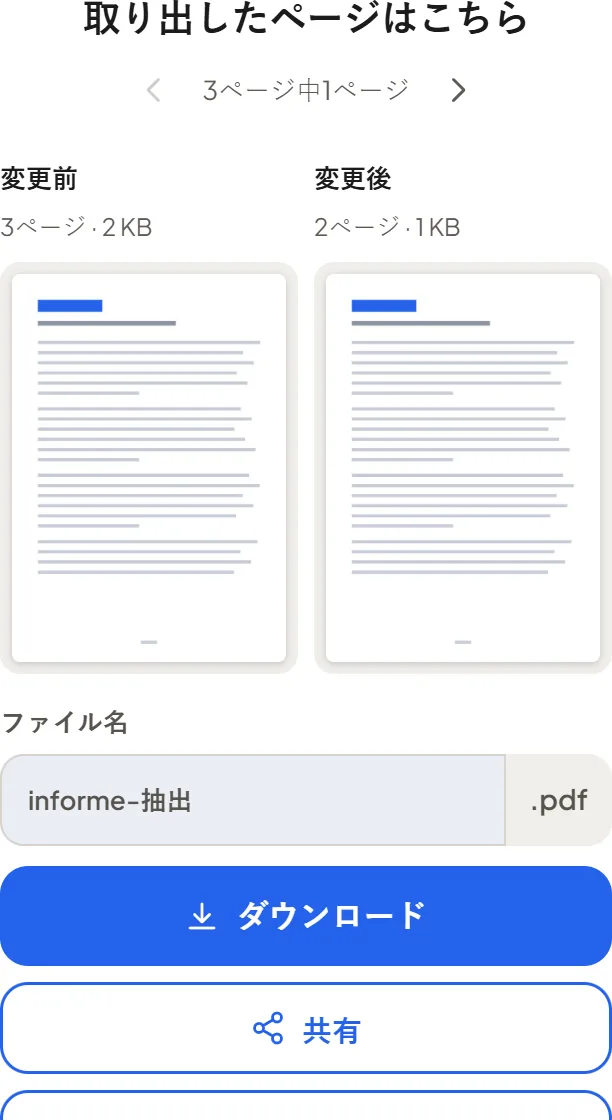 取り出したページはこちら
3ページ中1ページ
変更前
変更後
3ページ · 2 KB
2ページ · 1 KB
ファイル名
informe-抽出
.pdf
ダウンロード
共有